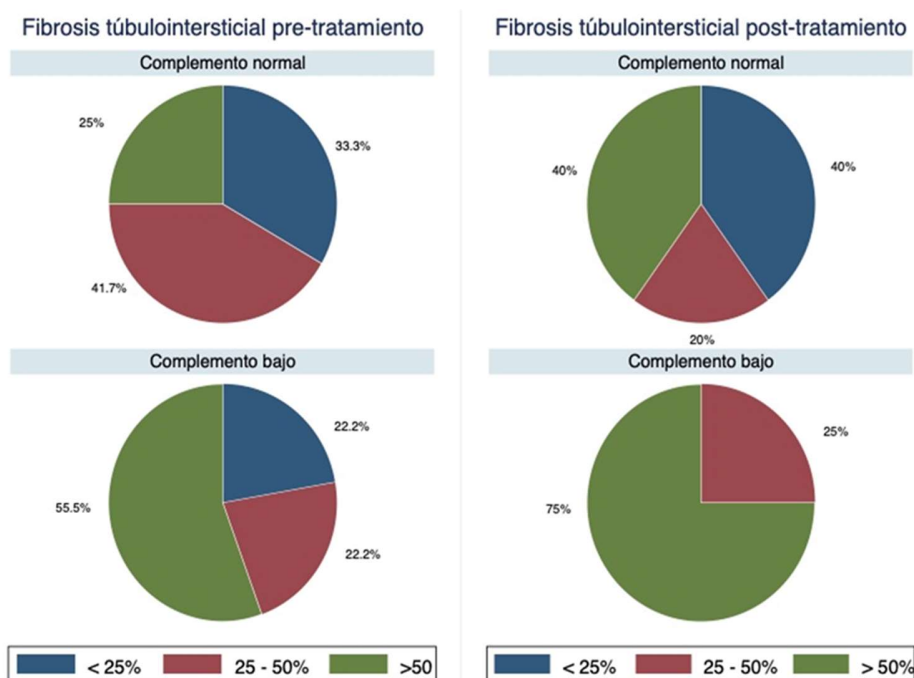 Fibrosis túbulointersticial pre-tratamiento
Complemento normal
25%
33.3%
41.7%
Complemento bajo
22.2%
55.5%
22.2%
< 25%
25 - 50%
>50
Fibrosis túbulointersticial post-tratamiento
Complemento normal
40%
40%
20%
Complemento bajo
25%
75%
< 25%
25 - 50%
> 50%